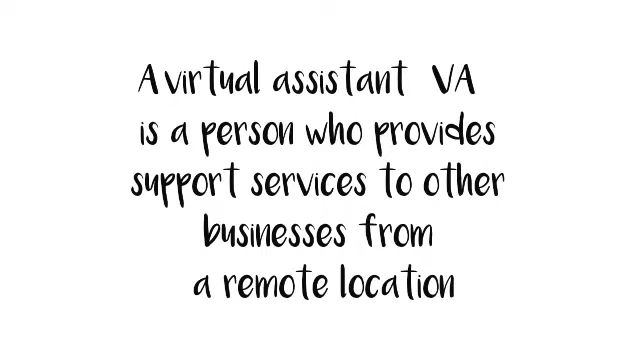 A virtual assistant VA
is a person who provides
support services to other
businesses from
a remote location